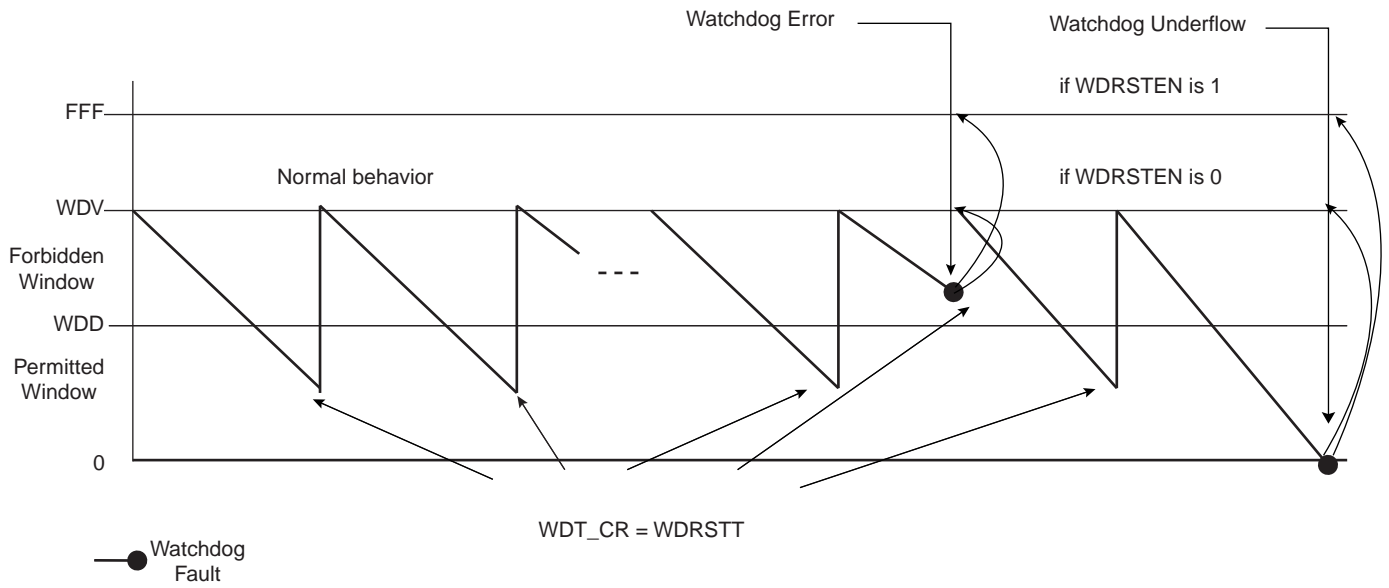 Watchdog Error
Watchdog Underflow
if WDRSTEN is 1
FFF
Normal behavior
if WDRSTEN is 0
WDV
Forbidden
Window
WDD
Permitted
Window
0
WDT_CR = WDRSTT
Watchdog
Fault